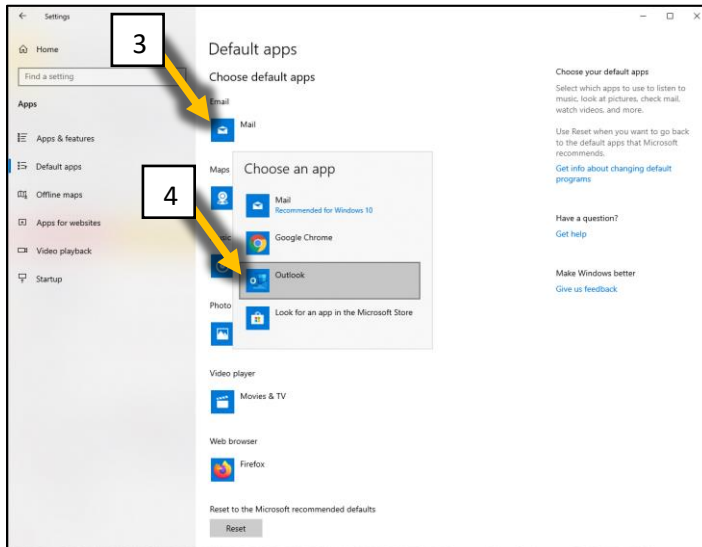 Settings
Home
Find a setting
Apps
Apps & features
Default apps
Offline maps
Apps for websites
Video playback
Startup
3
4
Default apps
Choose default apps
Email
Mail
Maps
Choose an app
Mail
Recommended for Windows 10
Google Chrome
Outlook
Look for an app in the Microsoft Store
Photo
Video player
Movies & TV
Web browser
Firefox
Reset to the Microsoft recommended defaults
Reset
Choose your default apps
Select which apps to use to listen to
music, look at pictures, check mail,
watch videos, and more.
Use Reset when you want to go back
to the default apps that Microsoft
recommends.
Get info about changing default
programs
Have a question?
Get help
Make Windows better
Give us feedback